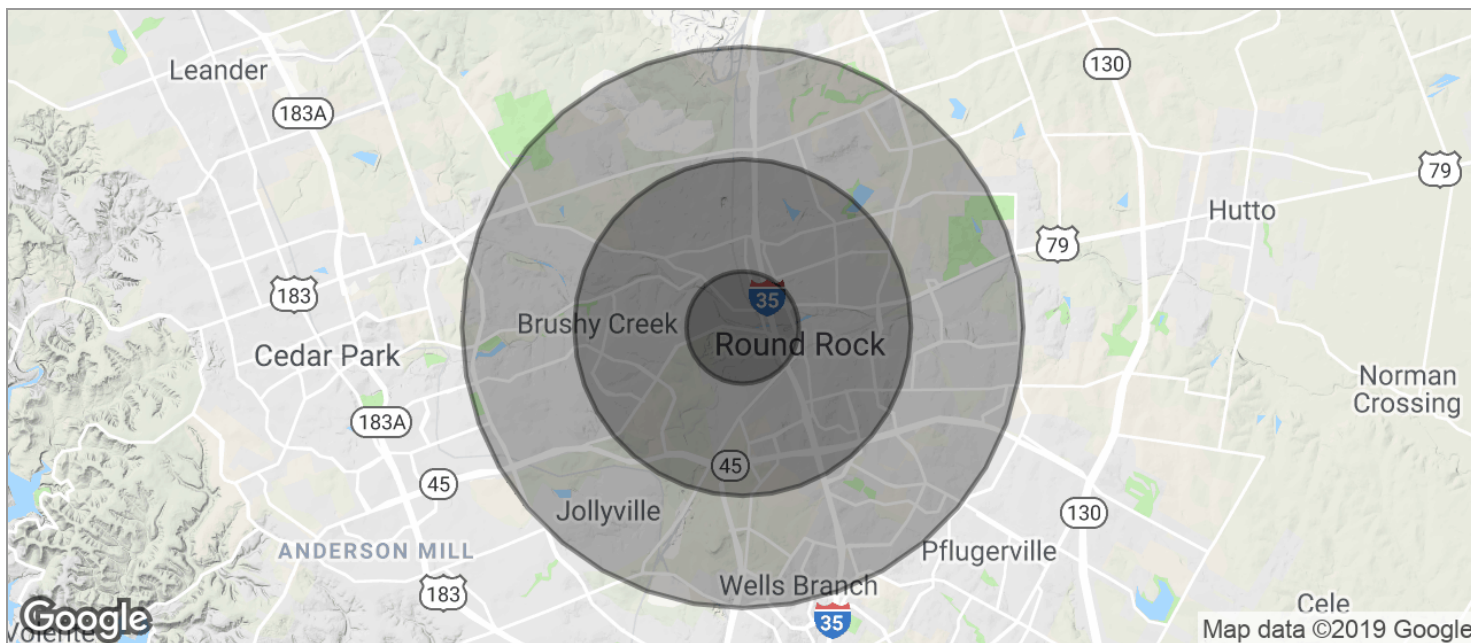 Leander
130
183A
79
Hutto
79
183
35
Brushy Creek
Round Rock
Cedar Park
Norman
Crossing
183A
45
45
Jollyville
130
ANDERSON MILL
Pflugerville
Wells Branch
183
Cele
35
Google
Volente
Map data ©2019 Google